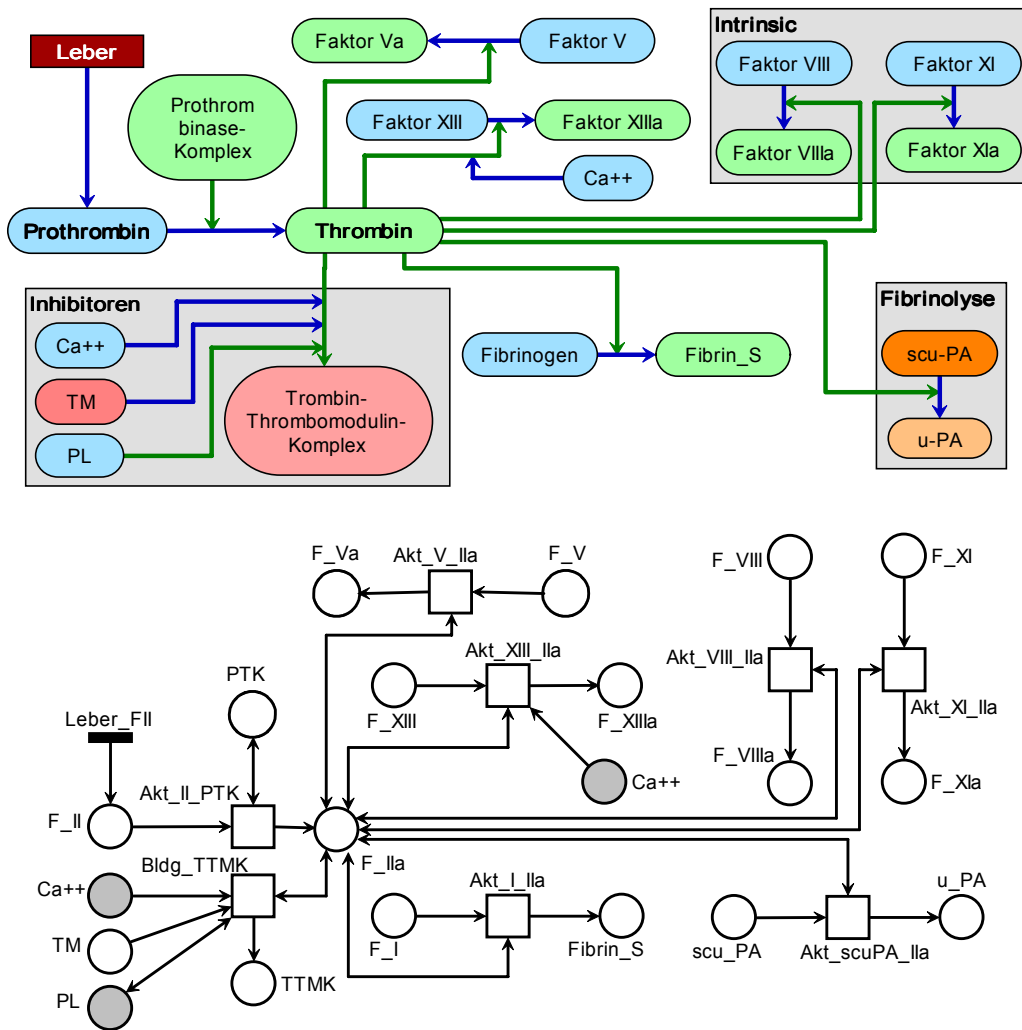 Leber
Faktor Va
Faktor V
Intrinsic
Faktor VIII
Faktor XI
Prothrom
binase-
Komplex
Faktor XIII
Faktor XIIIa
Faktor VIIIa
Faktor XIa
Ca++
Prothrombin
Thrombin
Inhibitoren
Ca++
TM
PL
Trombin-
Thrombomodulin-
Komplex
Fibrinogen
Fibrin_S
Fibrinolyse
scu-PA
u-PA
F_Va
Akt_V_IIa
F_V
F_VIII
F_XI
Akt_XIII_IIa
Akt_VIII_IIa
PTK
F_XIII
F_XIIIa
Akt_XI_IIa
Leber_FII
F_VIIIa
F_XIa
Ca++
Akt_II_PTK
F_II
F_IIa
Bldg_TTMK
Ca++
Akt_I_IIa
u_PA
TM
F_I
Fibrin_S
scu_PA
Akt_scuPA_IIa
TTMK
PL